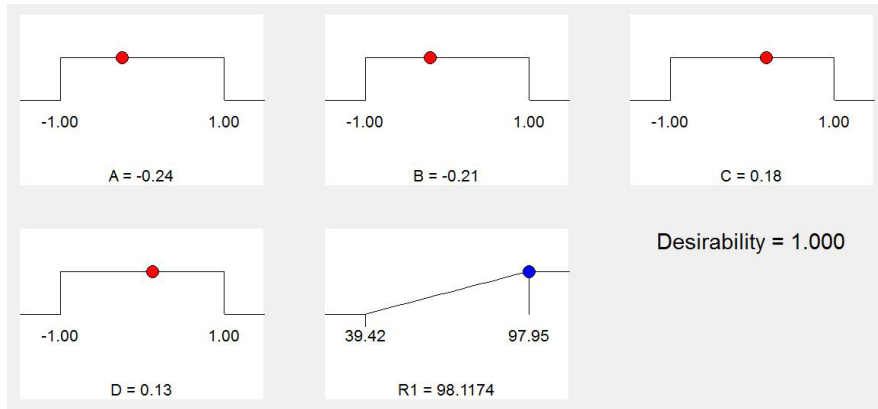 -1.00 1.00
A = -0.24
-1.00 1.00
B = -0.21
-1.00 1.00
C = 0.18
-1.00 1.00
D = 0.13
39.42 97.95
R1 = 98.1174
Desirability = 1.000